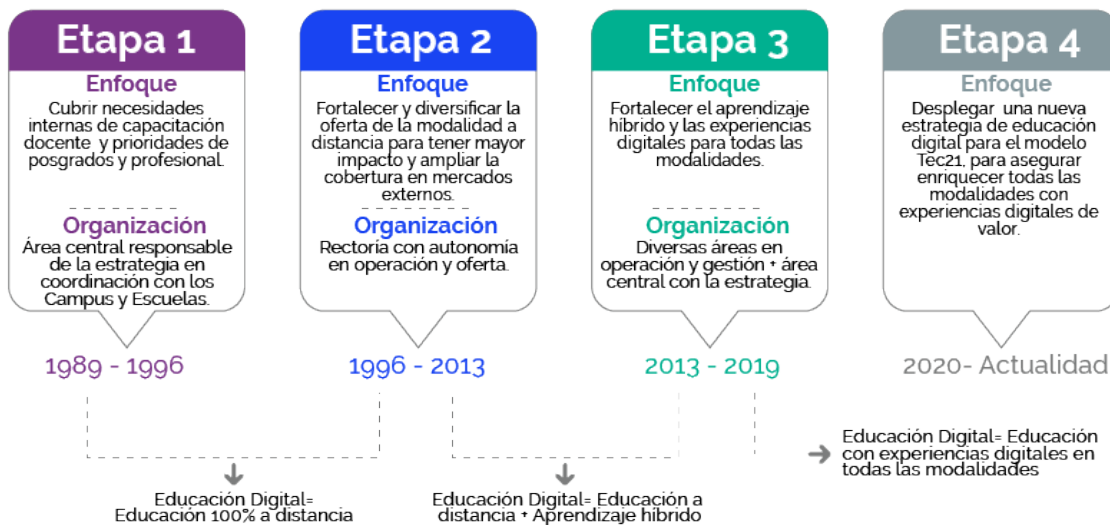 Etapa 1
Enfoque
Cubrir necesidades
internas de capacitación
docente y prioridades de
posgrados y profesional.
Organización
Área central responsable
de la estrategia en
coordinación con los
Campus y Escuelas.
1989 - 1996
Etapa 2
Enfoque
Fortalecer y diversificar la
oferta de la modalidad a
distancia para tener mayor
impacto y ampliar la
cobertura en mercados
externos.
Organización
Rectoría con autonomía
en operación y oferta.
1996 - 2013
Etapa 3
Enfoque
Fortalecer el aprendizaje
híbrido y las experiencias
digitales para todas las
modalidades.
Organización
Diversas áreas en
operación y gestión + área
central con la estrategia.
2013 - 2019
Etapa 4
Enfoque
Desplegar una nueva
estrategia de educación
digital para el modelo
Tec21, para asegurar
enriquecer todas las
modalidades con
experiencias digitales de
valor.
2020- Actualidad
Educación Digital=
Educación 100% a distancia
Educación Digital= Educación a
distancia + Aprendizaje híbrido
Educación Digital= Educación
con experiencias digitales en
todas las modalidades